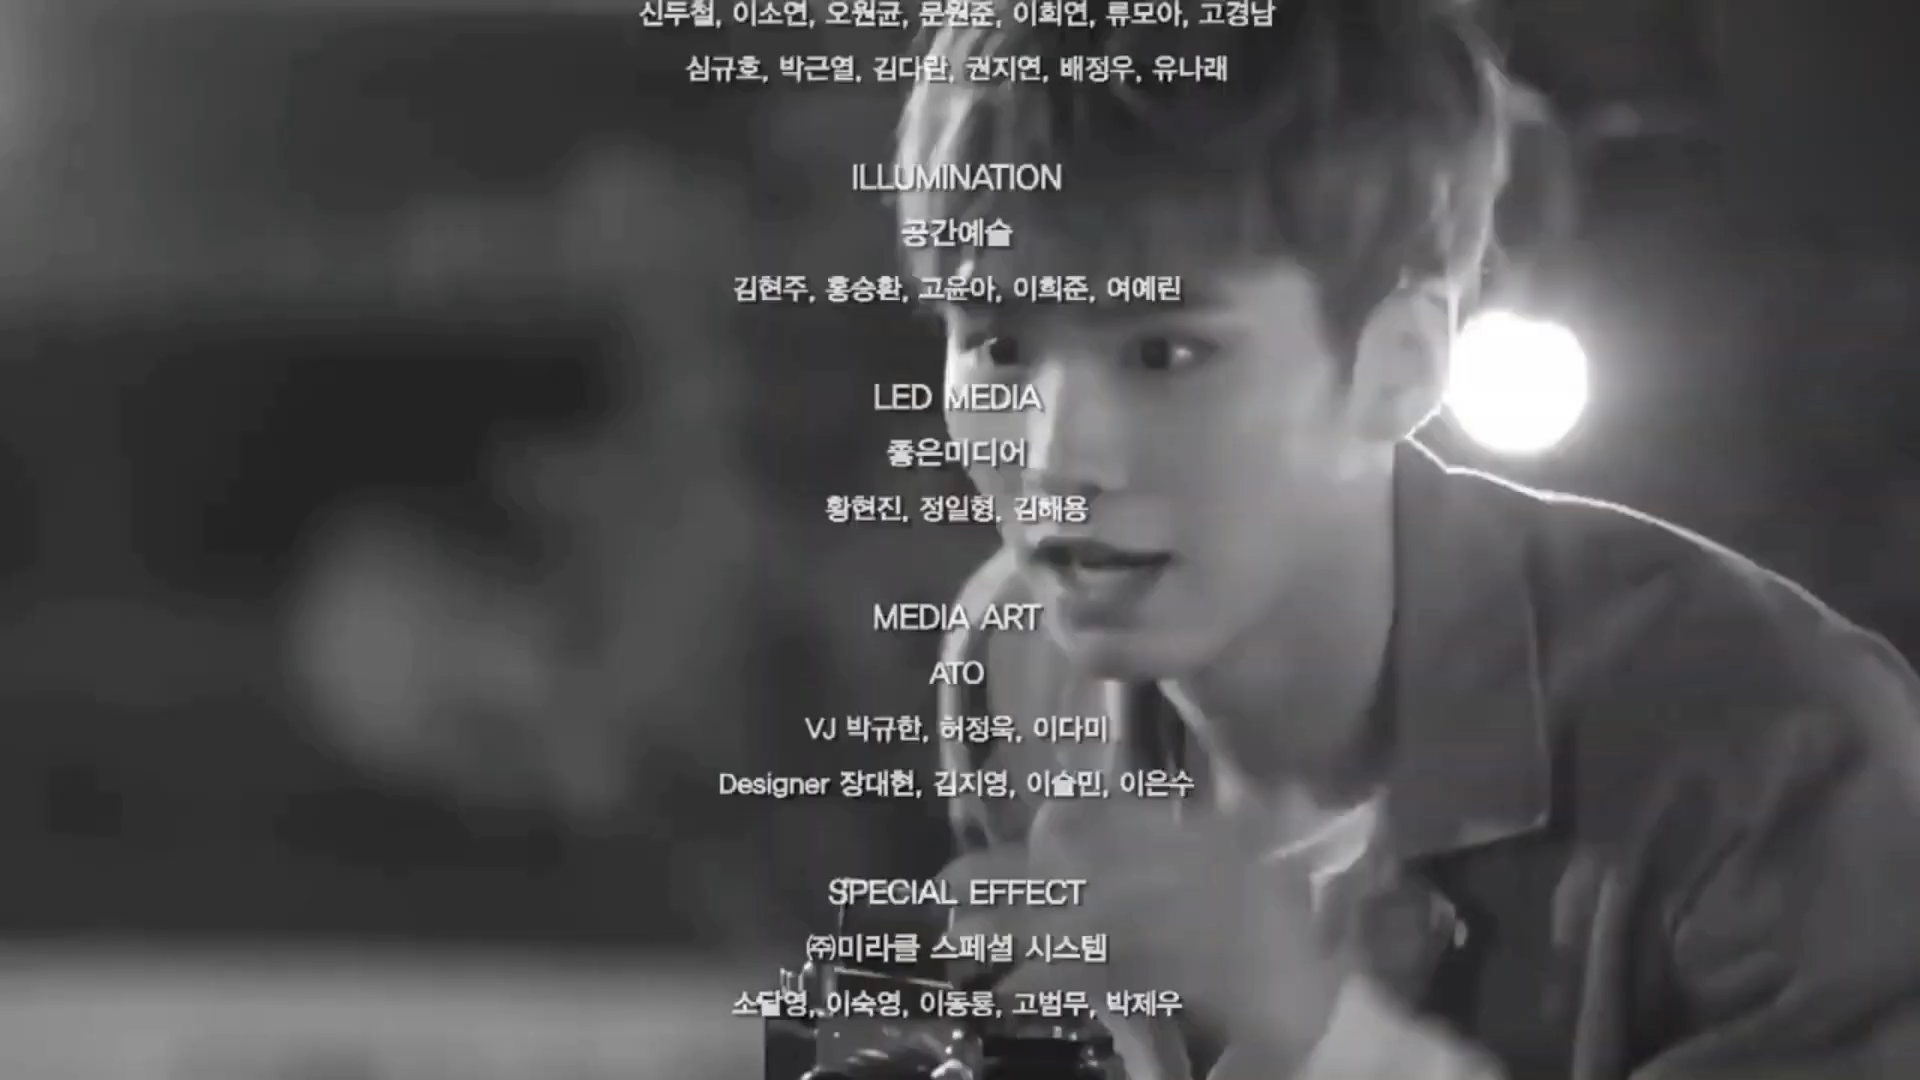 신두철, 이소연, 오원균, 문원준, 이희연, 류모아, 고경남
심규호, 박근열, 김다란, 권지연, 배정우, 유나래
ILLUMINATION
공간예술
김현주, 홍승환, 고윤아, 이희준, 여예린
LED MEDIA
좋은미디어
황현진, 정일형, 김해용
MEDIA ART
ATO
VJ 박규한, 허정욱, 이다미
Designer 장대현, 김지영, 이슬민, 이은수
SPECIAL EFFECT
㈜미라클 스페셜 시스템
소달영, 이숙영, 이동룡, 고범무, 박제우